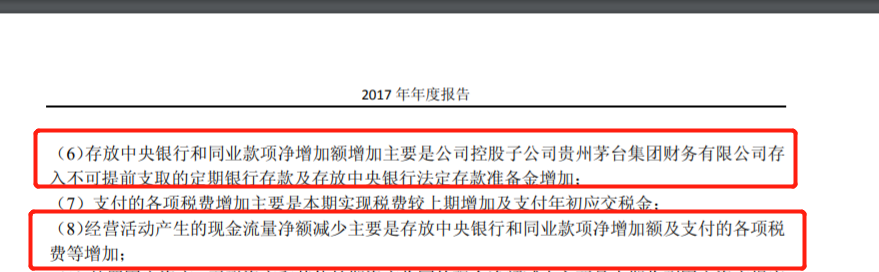 2017 年年度报告
（6)存放中央银行和同业款项净增加额增加主要是公司控股子公司贵州茅台集团财务有限公司存
入不可提前支取的定期银行存款及存放中央银行法定存款准备金增加；
（7）支付的各项税费增加主要是本期实现税费较上期增加及支付年初应交税金；
（8)经营活动产生的现金流量净额减少主要是存放中央银行和同业款项净增加额及支付的各项税
费等增加；